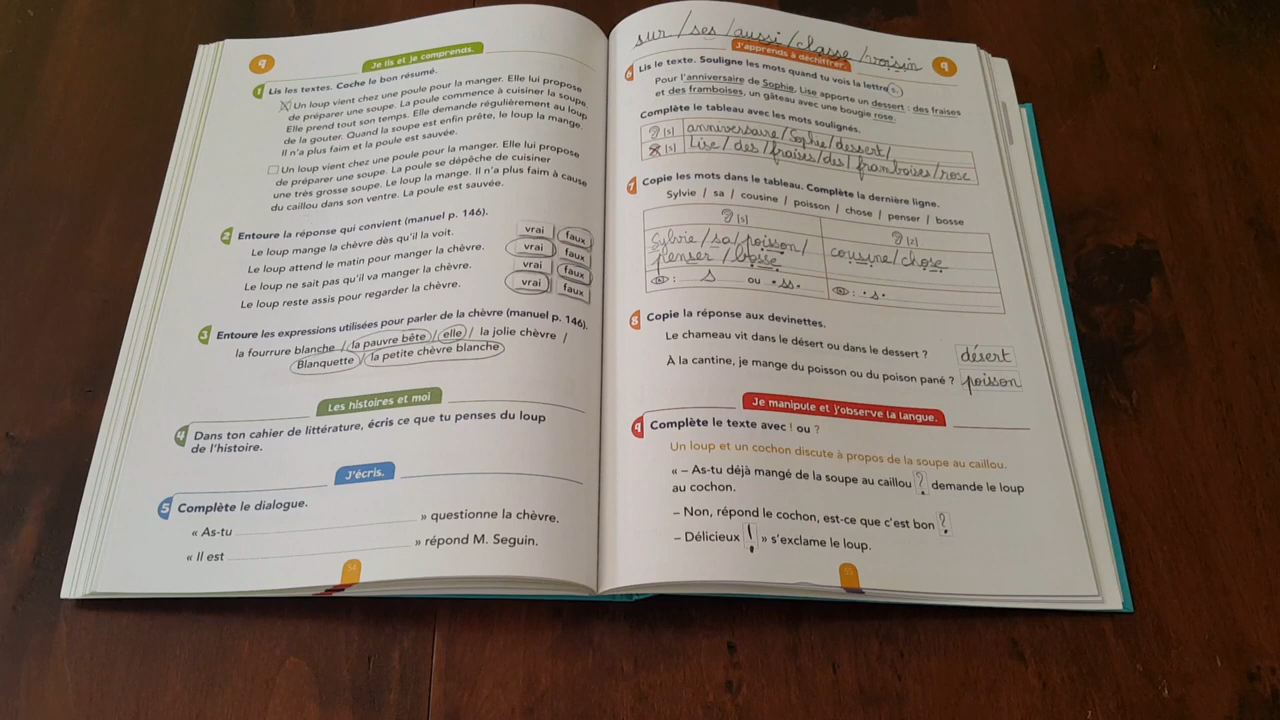 9
Je lis et je comprends.
1 Lis les textes. Coche le bon résumé.
Un loup vient chez une poule pour la manger. Elle lui propose
de préparer une soupe. La poule commence à cuisiner la soupe.
Elle prend tout son temps. Elle demande régulièrement au loup
de la gouter. Quand la soupe est enfin prête, le loup la mange.
Il n'a plus faim et la poule est sauvée.
Un loup vient chez une poule pour la manger. Elle lui propose
de préparer une soupe. La poule se dépêche de cuisiner
une très grosse soupe. Le loup la mange. Il n'a plus faim à cause
du caillou dans son ventre. La poule est sauvée.
2 Entoure la réponse qui convient (manuel p. 146).
Le loup mange la chèvre dès qu'il la voit. vrai faux
Le loup attend le matin pour manger la chèvre. vrai faux
Le loup ne sait pas qu'il va manger la chèvre. vrai faux
Le loup reste assis pour regarder la chèvre. vrai faux
3 Entoure les expressions utilisées pour parler de la chèvre (manuel p. 146).
la fourrure blanche / la pauvre bête / elle / la jolie chèvre /
Blanquette / la petite chèvre blanche
Les histoires et moi
4 Dans ton cahier de littérature, écris ce que tu penses du loup
de l'histoire.
J'écris.
5 Complète le dialogue.
« As-tu » questionne la chèvre.
« Il est » répond M. Seguin.
54
sur / ses / aussi / classe / voisin
J'apprends à déchiffrer.
9
6 Lis le texte. Souligne les mots quand tu vois la lettre s.
Pour l'anniversaire de Sophie, Lise apporte un dessert : des fraises
et des framboises, un gâteau avec une bougie rose.
Complète le tableau avec les mots soulignés.
[s] anniversaire / Sophie / dessert /
[s] Lise / des / fraises / des / framboises / rose
7 Copie les mots dans le tableau. Complète la dernière ligne.
Sylvie / sa / cousine / poisson / chose / penser / bosse
[s] [z]
Sylvie / sa / poisson / cousine / chose
penser / bosse
: s ou •ss• : •s•
8 Copie la réponse aux devinettes.
Le chameau vit dans le désert ou dans le dessert ? désert
À la cantine, je mange du poisson ou du poison pané ? poisson
Je manipule et j'observe la langue.
9 Complète le texte avec ! ou ?
Un loup et un cochon discute à propos de la soupe au caillou.
« – As-tu déjà mangé de la soupe au caillou ? demande le loup
au cochon.
– Non, répond le cochon, est-ce que c'est bon ?
– Délicieux ! » s'exclame le loup.
55